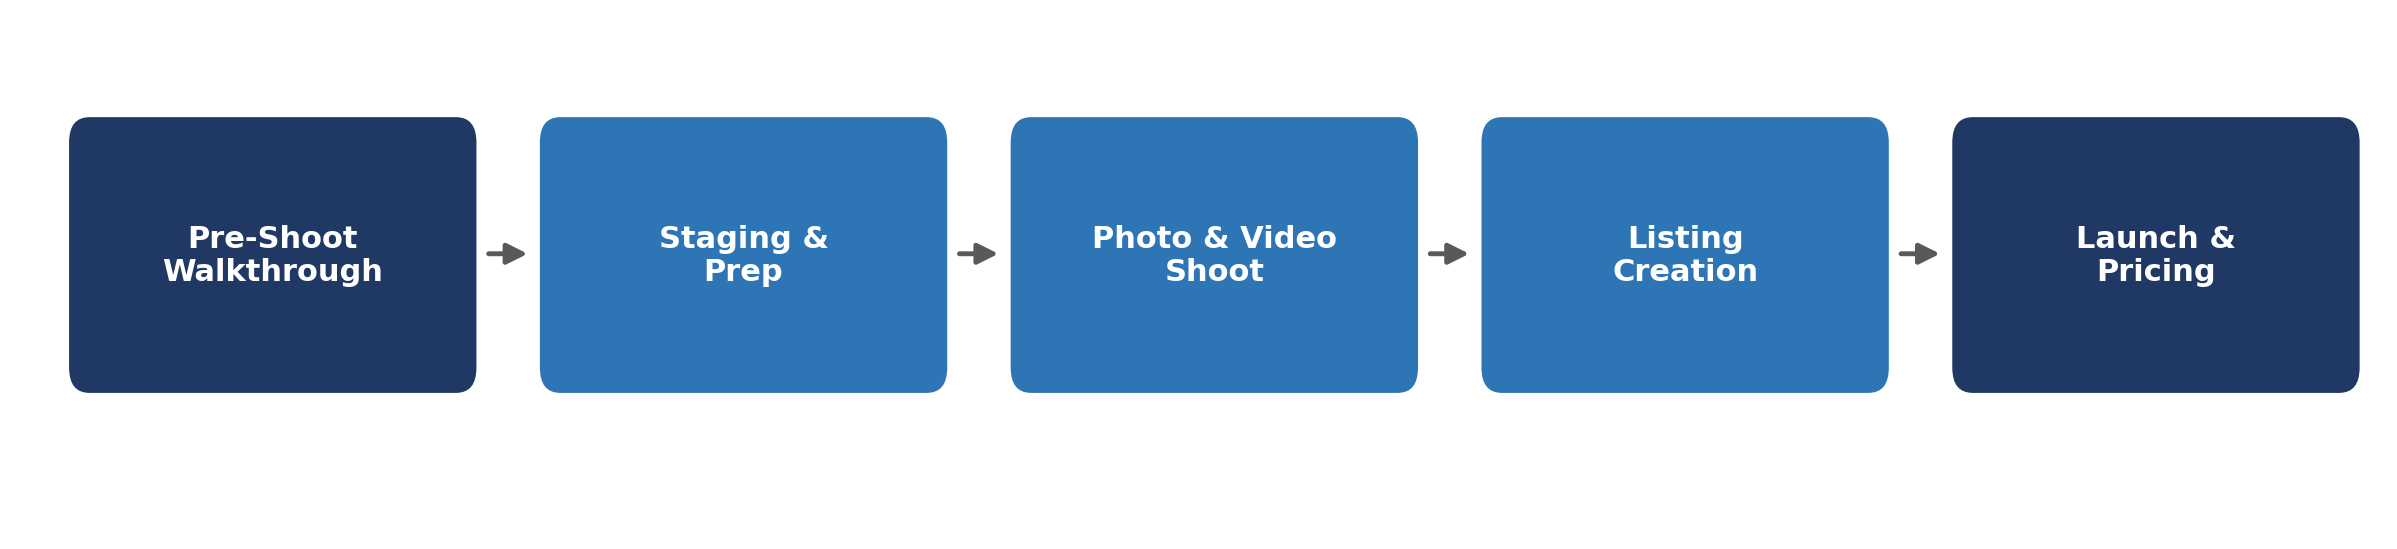 Pre-Shoot
Walkthrough
Staging &
Prep
Photo & Video
Shoot
Listing
Creation
Launch &
Pricing